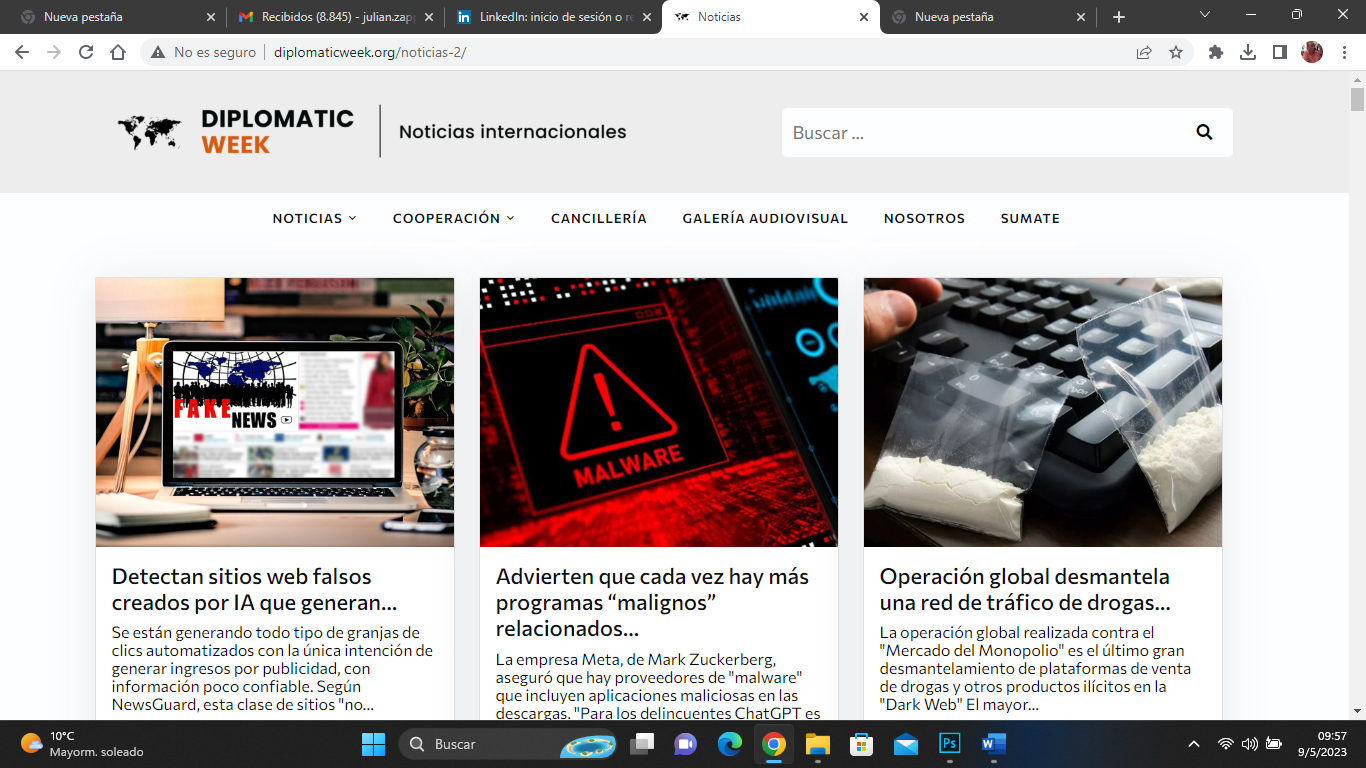 Nueva pestaña
Recibidos (8.845) - julian.zapp
LinkedIn: inicio de sesión o re
Noticias
Nueva pestaña
No es seguro
diplomaticweek.org/noticias-2/
DIPLOMATIC
WEEK
Noticias internacionales
Buscar ...
NOTICIAS
COOPERACIÓN
CANCILLERÍA
GALERÍA AUDIOVISUAL
NOSOTROS
SUMATE
FAKE
NEWS
MALWARE
Detectan sitios web falsos
creados por IA que generan...
Se están generando todo tipo de granjas de
clics automatizados con la única intención de
generar ingresos por publicidad, con
información poco confiable. Según
NewsGuard, esta clase de sitios "no...
Advierten que cada vez hay más
programas “malignos”
relacionados...
La empresa Meta, de Mark Zuckerberg,
aseguró que hay proveedores de "malware"
que incluyen aplicaciones maliciosas en las
descargas. "Para los delincuentes ChatGPT es
Operación global desmantela
una red de tráfico de drogas...
La operación global realizada contra el
"Mercado del Monopolio" es el último gran
desmantelamiento de plataformas de venta
de drogas y otros productos ilícitos en la
"Dark Web" El mayor...
10°C
Mayorm. soleado
Buscar
Ps
W
09:57
9/5/2023